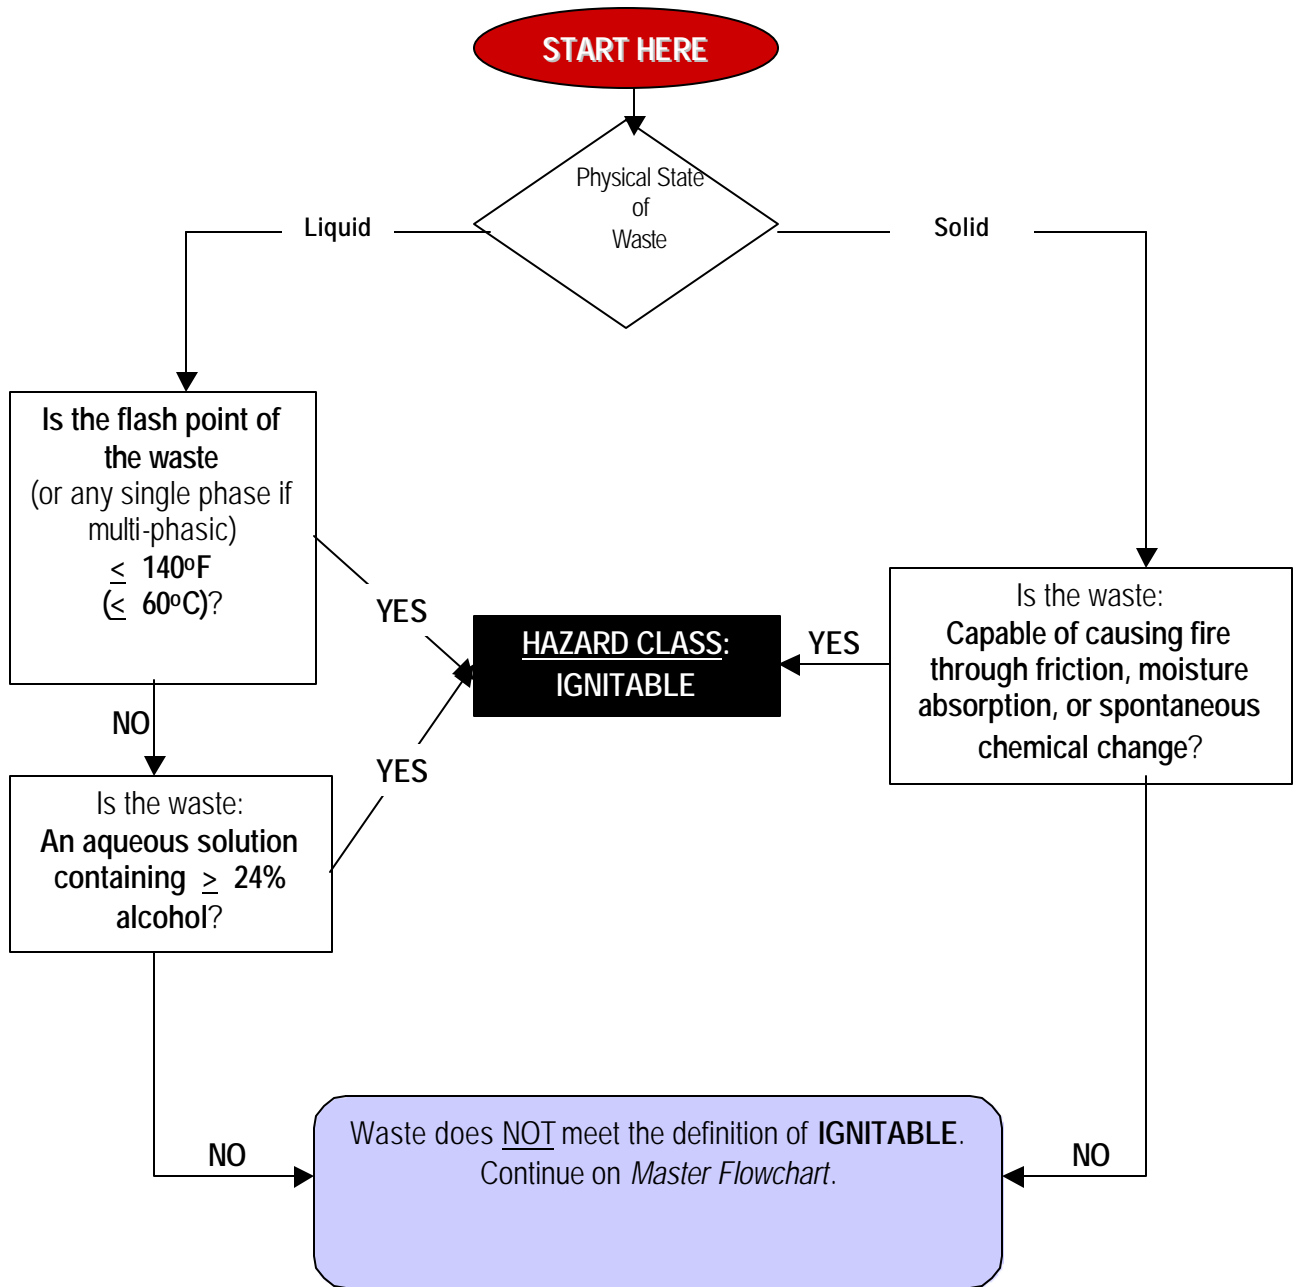 START HERE
Physical State
of
Waste
Liquid
Solid
Is the flash point of
the waste
(or any single phase if
multi-phasic)
≤ 140ºF
(≤ 60ºC)?
YES
HAZARD CLASS:
IGNITABLE
YES
Is the waste:
Capable of causing fire
through friction, moisture
absorption, or spontaneous
chemical change?
NO
YES
Is the waste:
An aqueous solution
containing ≥ 24%
alcohol?
NO
Waste does NOT meet the definition of IGNITABLE.
Continue on Master Flowchart.
NO